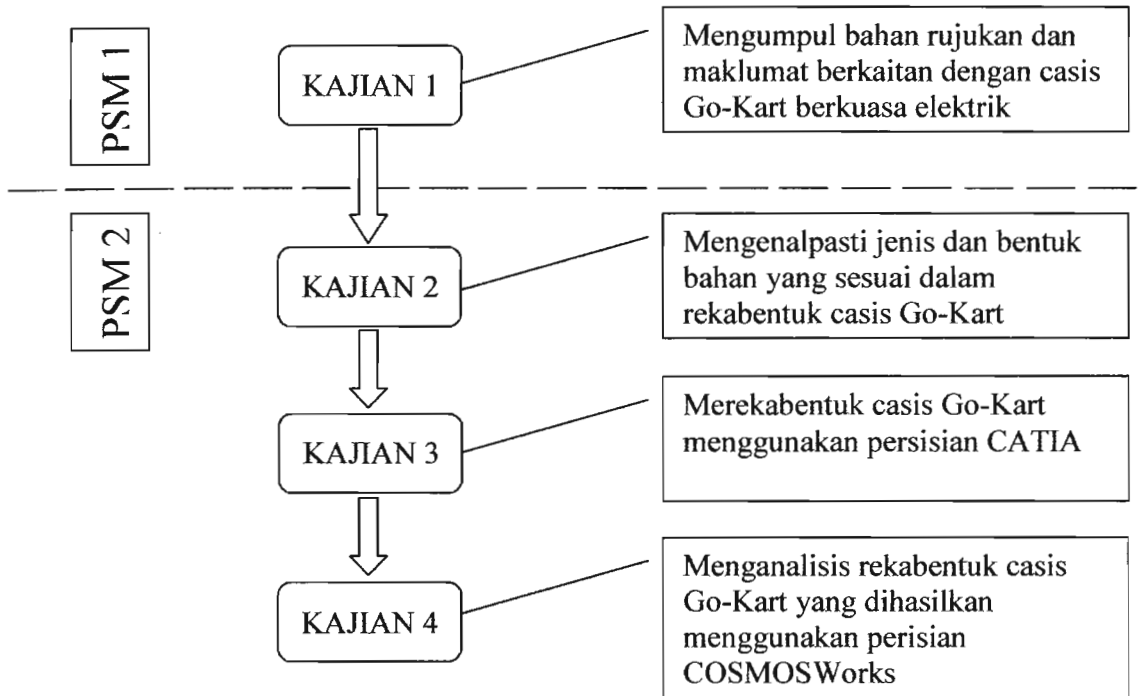 PSM 1
KAJIAN 1
Mengumpul bahan rujukan dan
maklumat berkaitan dengan casis
Go-Kart berkuasa elektrik
PSM 2
KAJIAN 2
Mengenalpasti jenis dan bentuk
bahan yang sesuai dalam
rekabentuk casis Go-Kart
KAJIAN 3
Merekabentuk casis Go-Kart
menggunakan persisian CATIA
KAJIAN 4
Menganalisis rekabentuk casis
Go-Kart yang dihasilkan
menggunakan perisian
COSMOSWorks